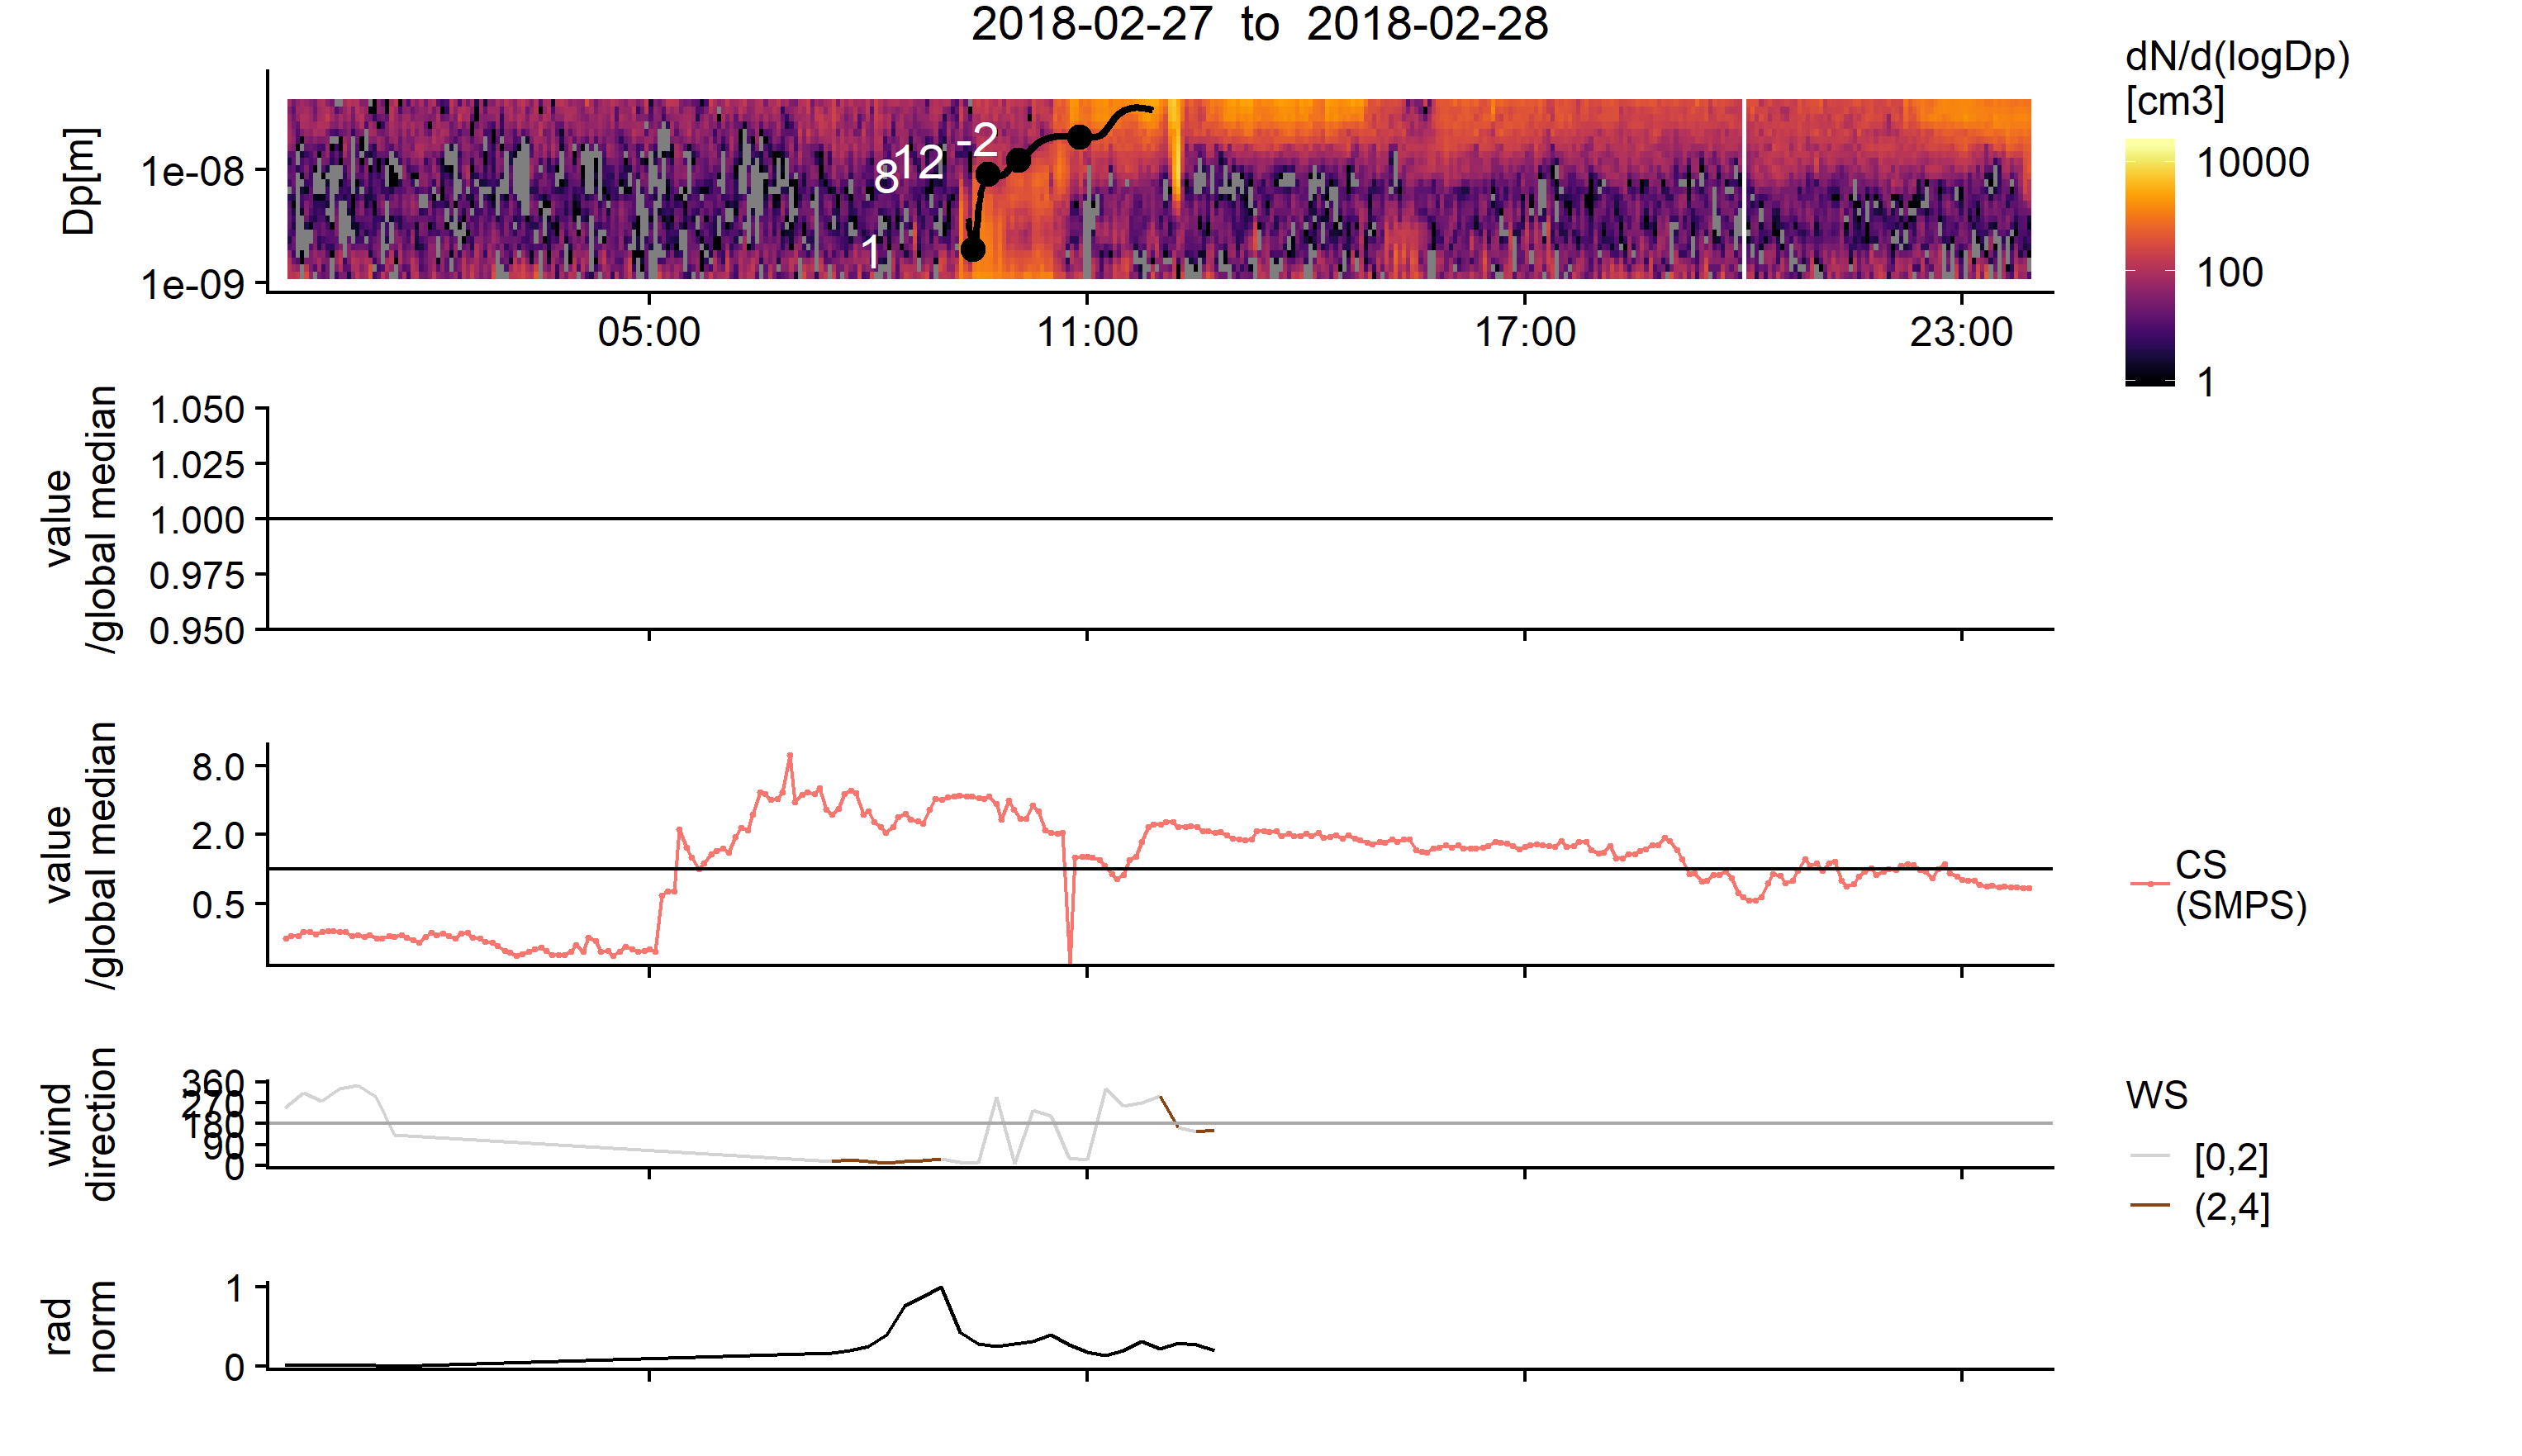 2018-02-27 to 2018-02-28
dN/d(logDp)
[cm3]
10000
100
1
Dp[m]
1e-08
1e-09
8
12
-2
1
05:00
11:00
17:00
23:00
value
/global median
1.050
1.025
1.000
0.975
0.950
value
/global median
8.0
2.0
0.5
CS
(SMPS)
wind
direction
360
270
180
90
0
WS
[0,2]
(2,4]
rad
norm
1
0